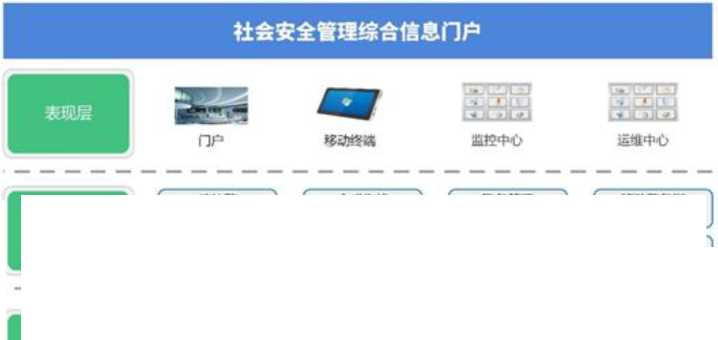 社会安全管理综合信息门户
表现层
门户
移动终端
监控中心
运维中心